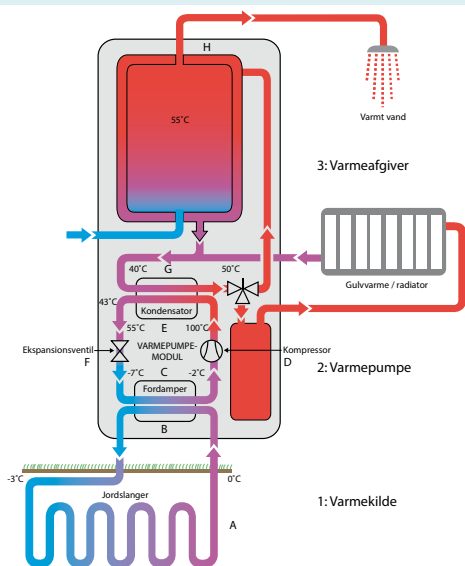 H
Varmt vand
55˚C
3: Varmeafgiver
G
40˚C
50˚C
Gulvvarme / radiator
43˚C
Kondensator
E
55˚C
100˚C
Ekspansionsventil
F
VARMEPUMPE-
MODUL
Kompressor
D
2: Varmepumpe
C
-7˚C
-2˚C
Fordamper
B
-3˚C
0˚C
Jordslanger
1: Varmekilde
A